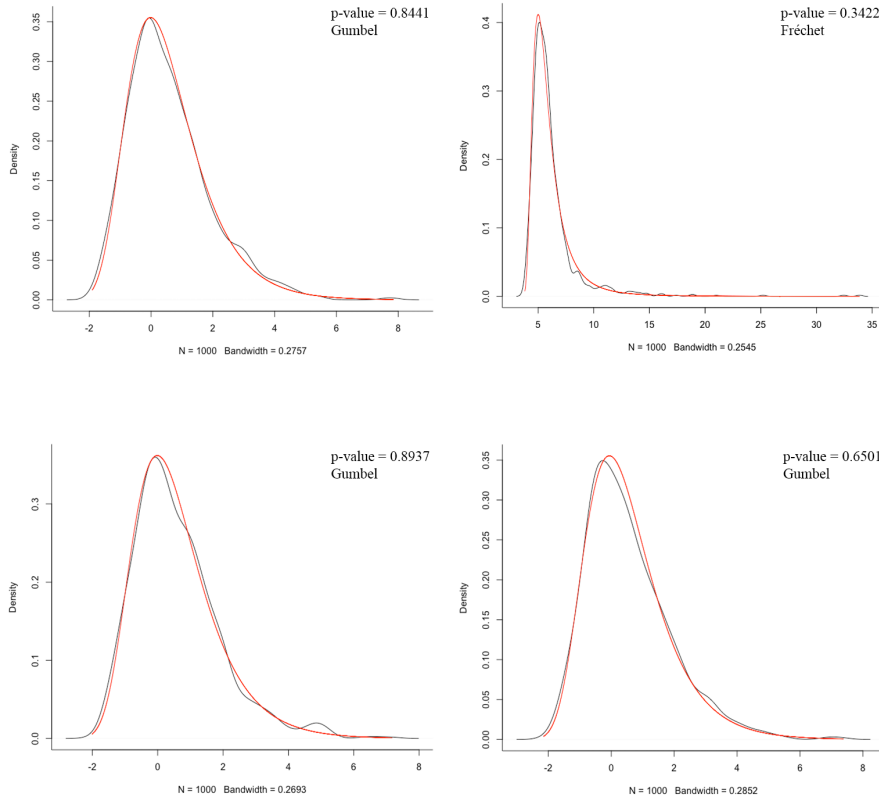 p-value = 0.8441
Gumbel
Density
0.00 0.05 0.10 0.15 0.20 0.25 0.30 0.35
-2 0 2 4 6 8
N = 1000 Bandwidth = 0.2757
p-value = 0.3422
Fréchet
Density
0.0 0.1 0.2 0.3 0.4
5 10 15 20 25 30 35
N = 1000 Bandwidth = 0.2545
p-value = 0.8937
Gumbel
Density
0.0 0.1 0.2 0.3
-2 0 2 4 6 8
N = 1000 Bandwidth = 0.2693
p-value = 0.6501
Gumbel
Density
0.00 0.05 0.10 0.15 0.20 0.25 0.30 0.35
-2 0 2 4 6 8
N = 1000 Bandwidth = 0.2852